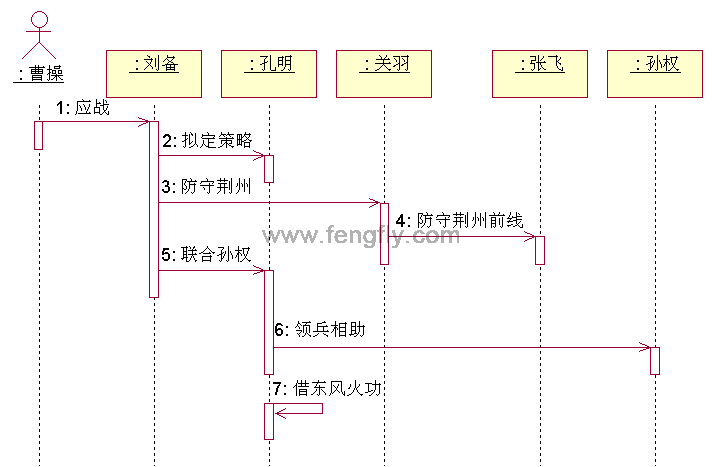 : 曹操
: 刘备
: 孔明
: 关羽
: 张飞
: 孙权
1: 应战
2: 拟定策略
3: 防守荆州
4: 防守荆州前线
www.fengfly.com
5: 联合孙权
6: 领兵相助
7: 借东风火功